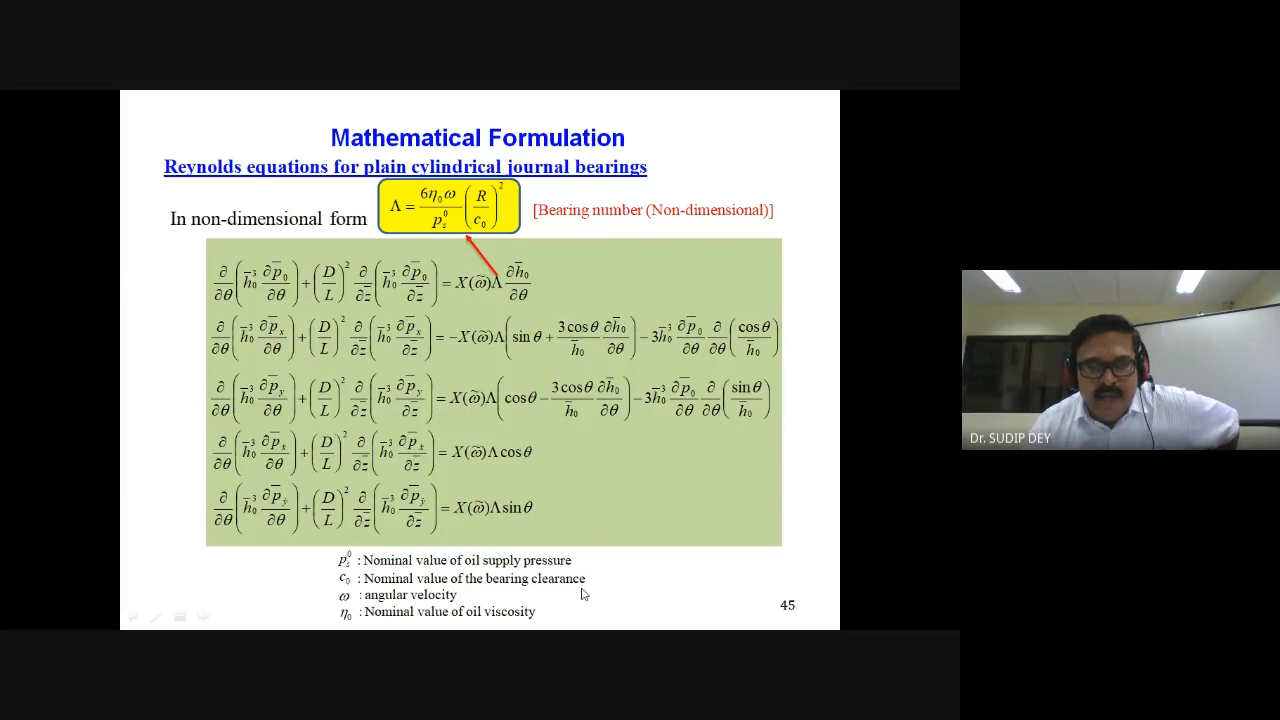 Mathematical Formulation
Reynolds equations for plain cylindrical journal bearings
In non-dimensional form Λ = 6η₀ω/p_s⁰ (R/c₀)² [Bearing number (Non-dimensional)]
∂/∂θ (h̄₀³ ∂p̄₀/∂θ) + (D/L)² ∂/∂z̄ (h̄₀³ ∂p̄₀/∂z̄) = X(ω̃)Λ ∂h̄₀/∂θ
∂/∂θ (h̄₀³ ∂p̄ₓ/∂θ) + (D/L)² ∂/∂z̄ (h̄₀³ ∂p̄ₓ/∂z̄) = −X(ω̃)Λ (sinθ + 3cosθ/h̄₀ ∂h̄₀/∂θ) − 3h̄₀³ ∂p̄₀/∂θ ∂/∂θ (cosθ/h̄₀)
∂/∂θ (h̄₀³ ∂p̄_y/∂θ) + (D/L)² ∂/∂z̄ (h̄₀³ ∂p̄_y/∂z̄) = X(ω̃)Λ (cosθ − 3cosθ/h̄₀ ∂h̄₀/∂θ) − 3h̄₀³ ∂p̄₀/∂θ ∂/∂θ (sinθ/h̄₀)
∂/∂θ (h̄₀³ ∂p̄_ẋ/∂θ) + (D/L)² ∂/∂z̄ (h̄₀³ ∂p̄_ẋ/∂z̄) = X(ω̃)Λ cosθ
∂/∂θ (h̄₀³ ∂p̄_ẏ/∂θ) + (D/L)² ∂/∂z̄ (h̄₀³ ∂p̄_ẏ/∂z̄) = X(ω̃)Λ sinθ
p_s⁰ : Nominal value of oil supply pressure
c₀ : Nominal value of the bearing clearance
ω : angular velocity
η₀ : Nominal value of oil viscosity
45
Dr. SUDIP DEY